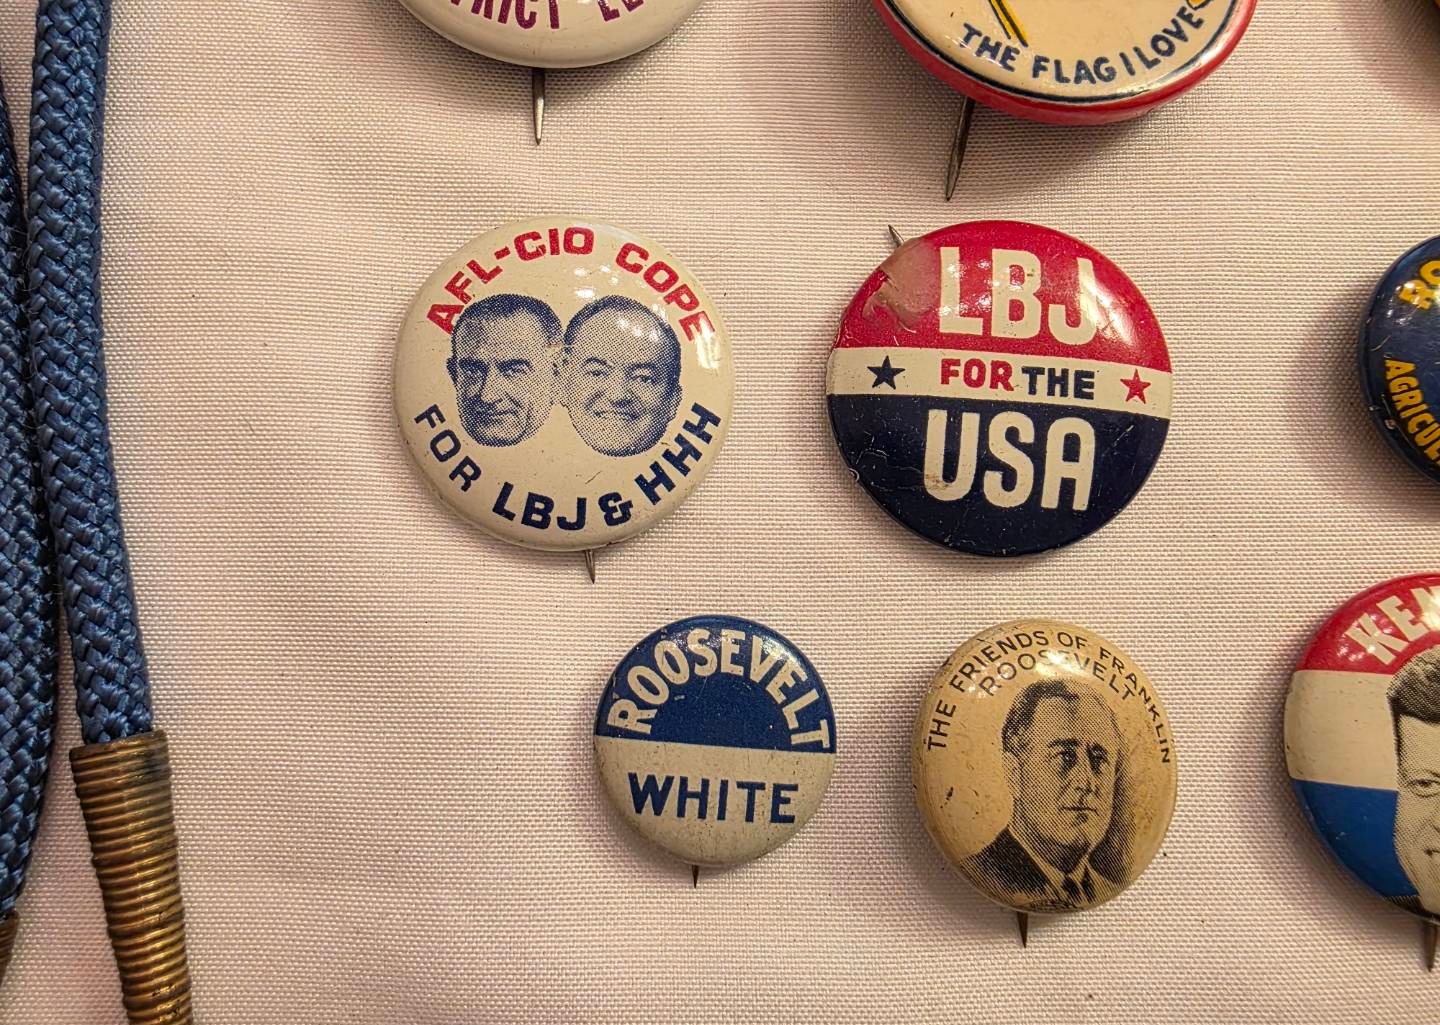 THE FLAG I LOVE
AFL-CIO COPE
FOR LBJ & HHH
LBJ
FOR THE
USA
ROOSEVELT
WHITE
THE FRIENDS OF FRANKLIN
ROOSEVELT